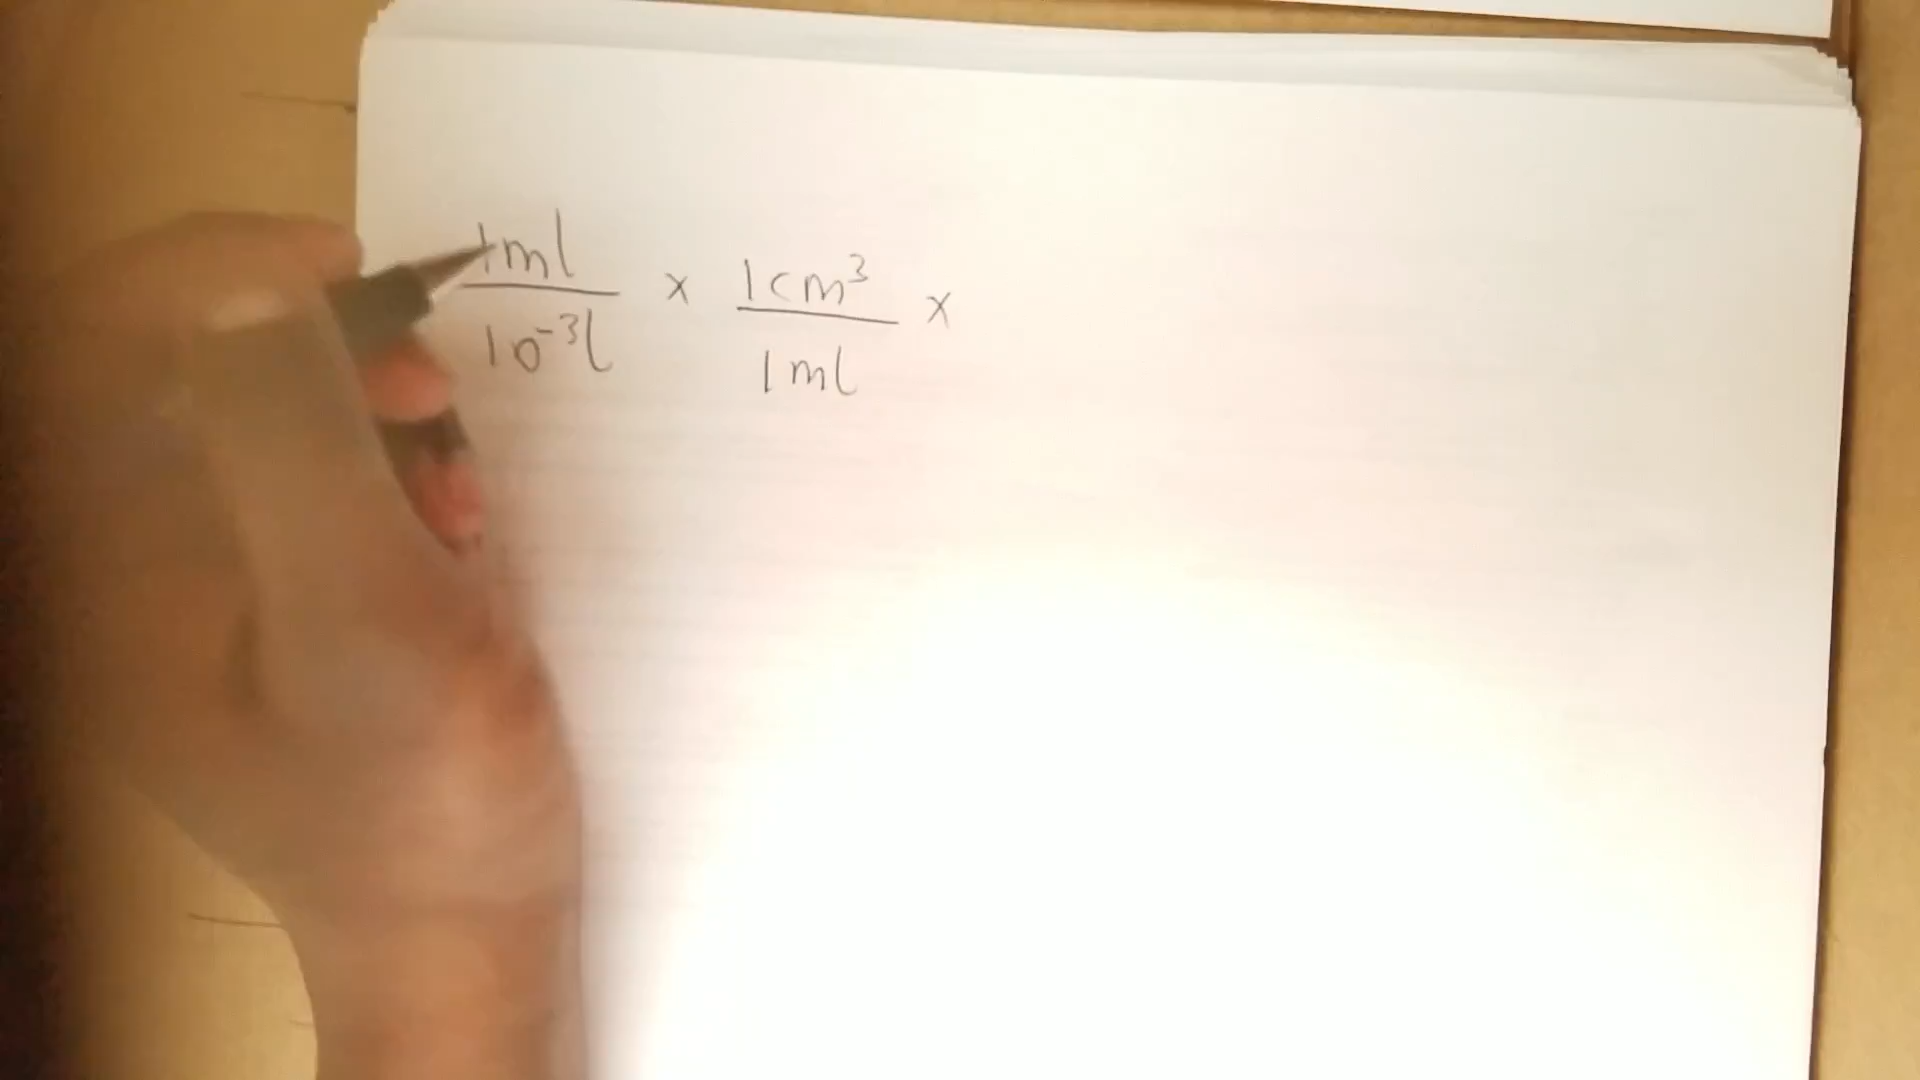 1ml / 10⁻³l × 1cm³ / 1ml ×